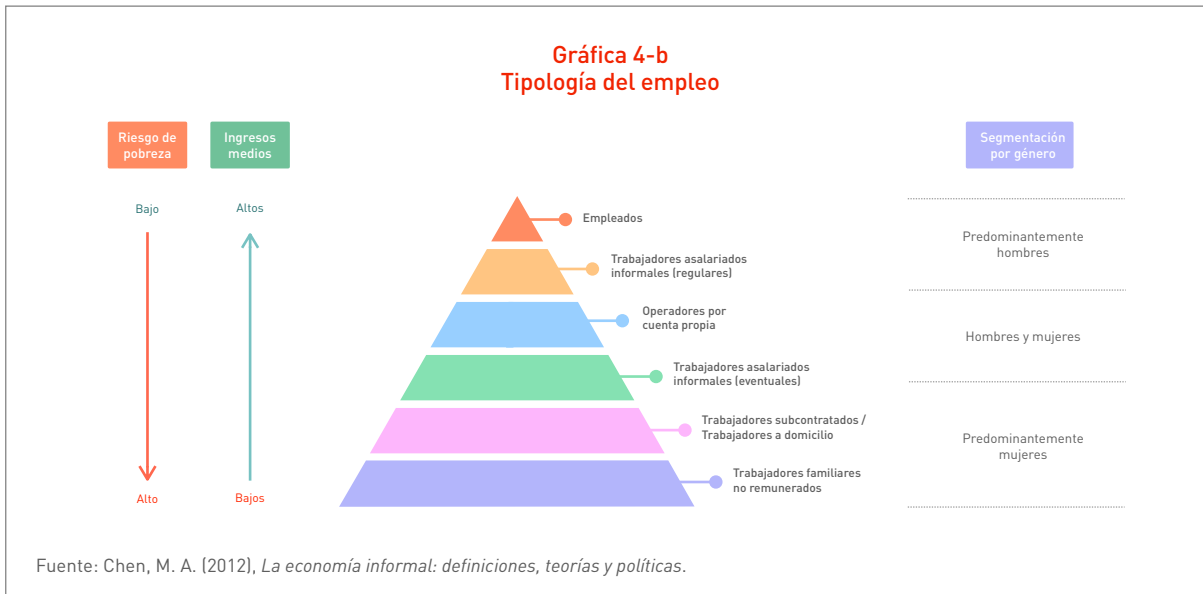 Gráfica 4-b
Tipología del empleo
Riesgo de
pobreza
Ingresos
medios
Segmentación
por género
Bajo
Altos
Empleados
Trabajadores asalariados
informales (regulares)
Operadores por
cuenta propia
Trabajadores asalariados
informales (eventuales)
Trabajadores subcontratados /
Trabajadores a domicilio
Trabajadores familiares
no remunerados
Predominantemente
hombres
Hombres y mujeres
Predominantemente
mujeres
Alto
Bajos
Fuente: Chen, M. A. (2012), La economía informal: definiciones, teorías y políticas.